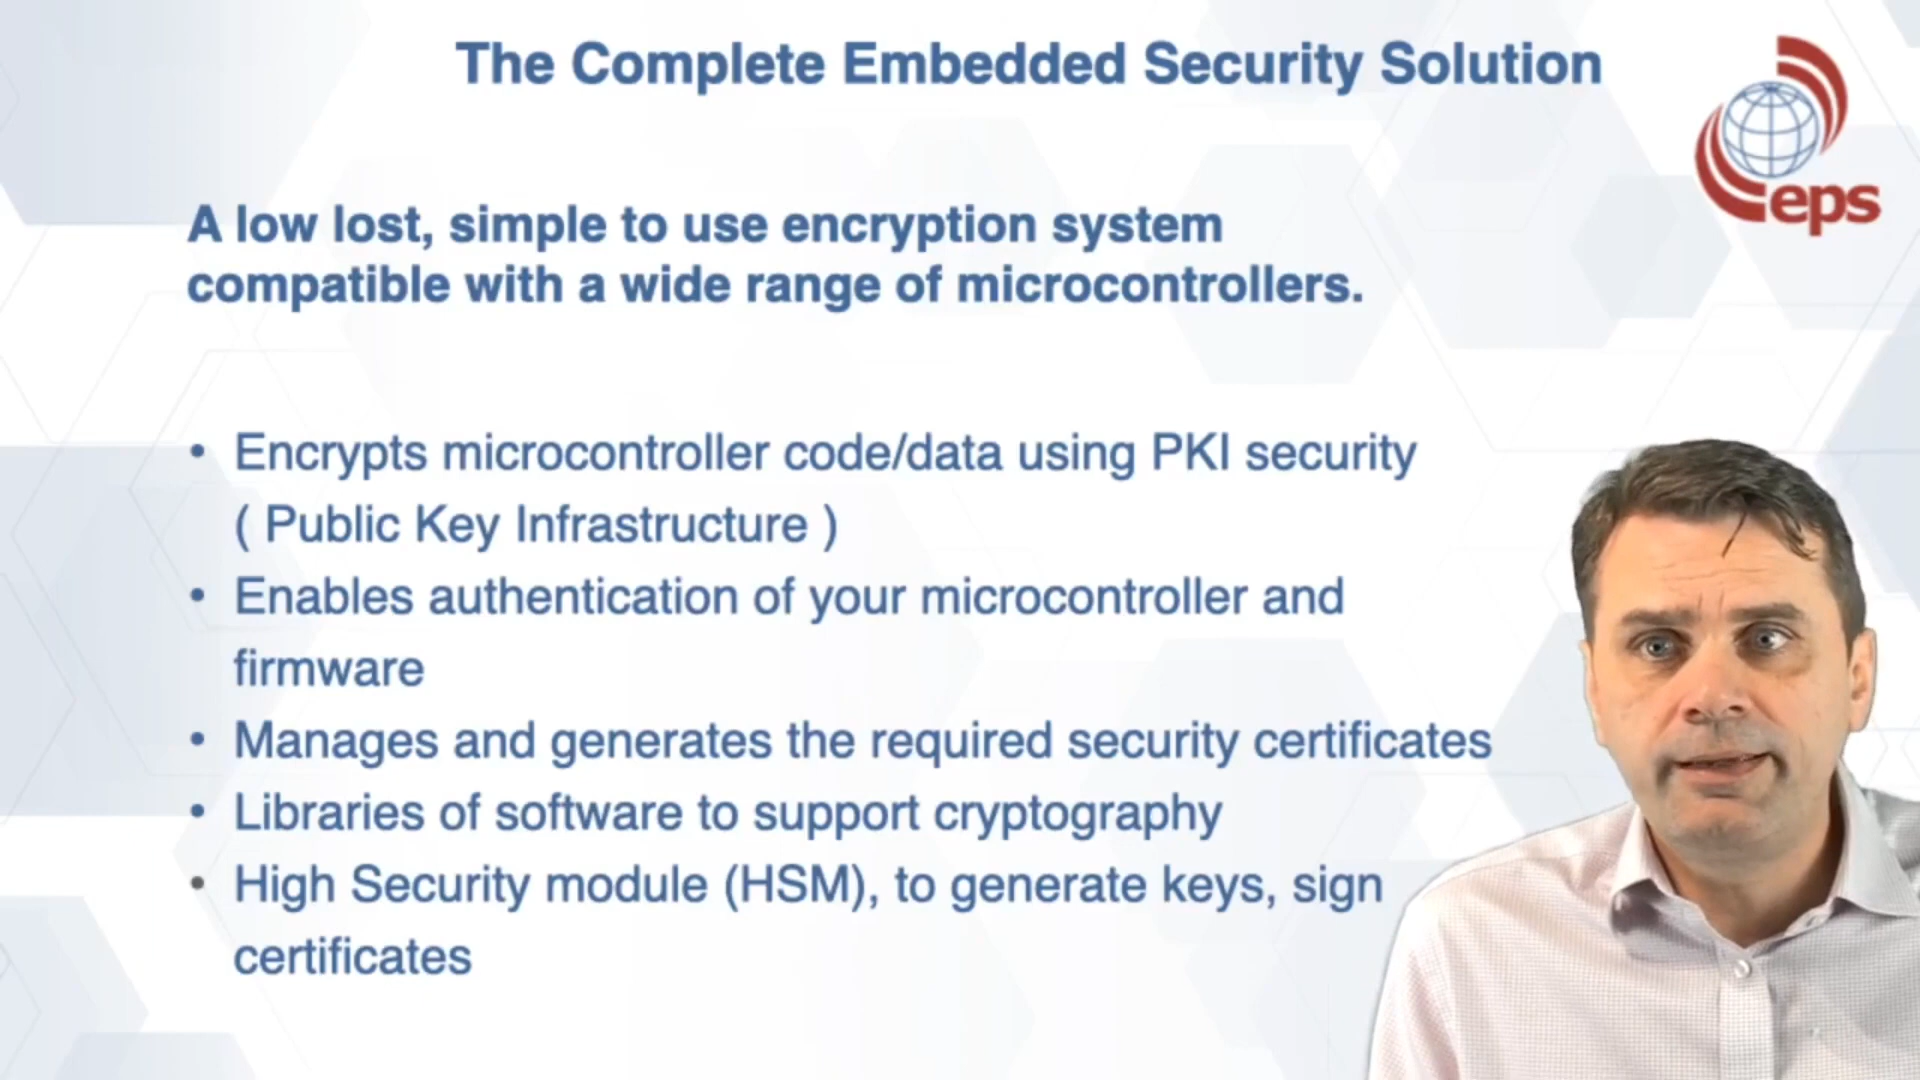 The Complete Embedded Security Solution
eps
A low lost, simple to use encryption system
compatible with a wide range of microcontrollers.
• Encrypts microcontroller code/data using PKI security
( Public Key Infrastructure )
• Enables authentication of your microcontroller and
firmware
• Manages and generates the required security certificates
• Libraries of software to support cryptography
• High Security module (HSM), to generate keys, sign
certificates